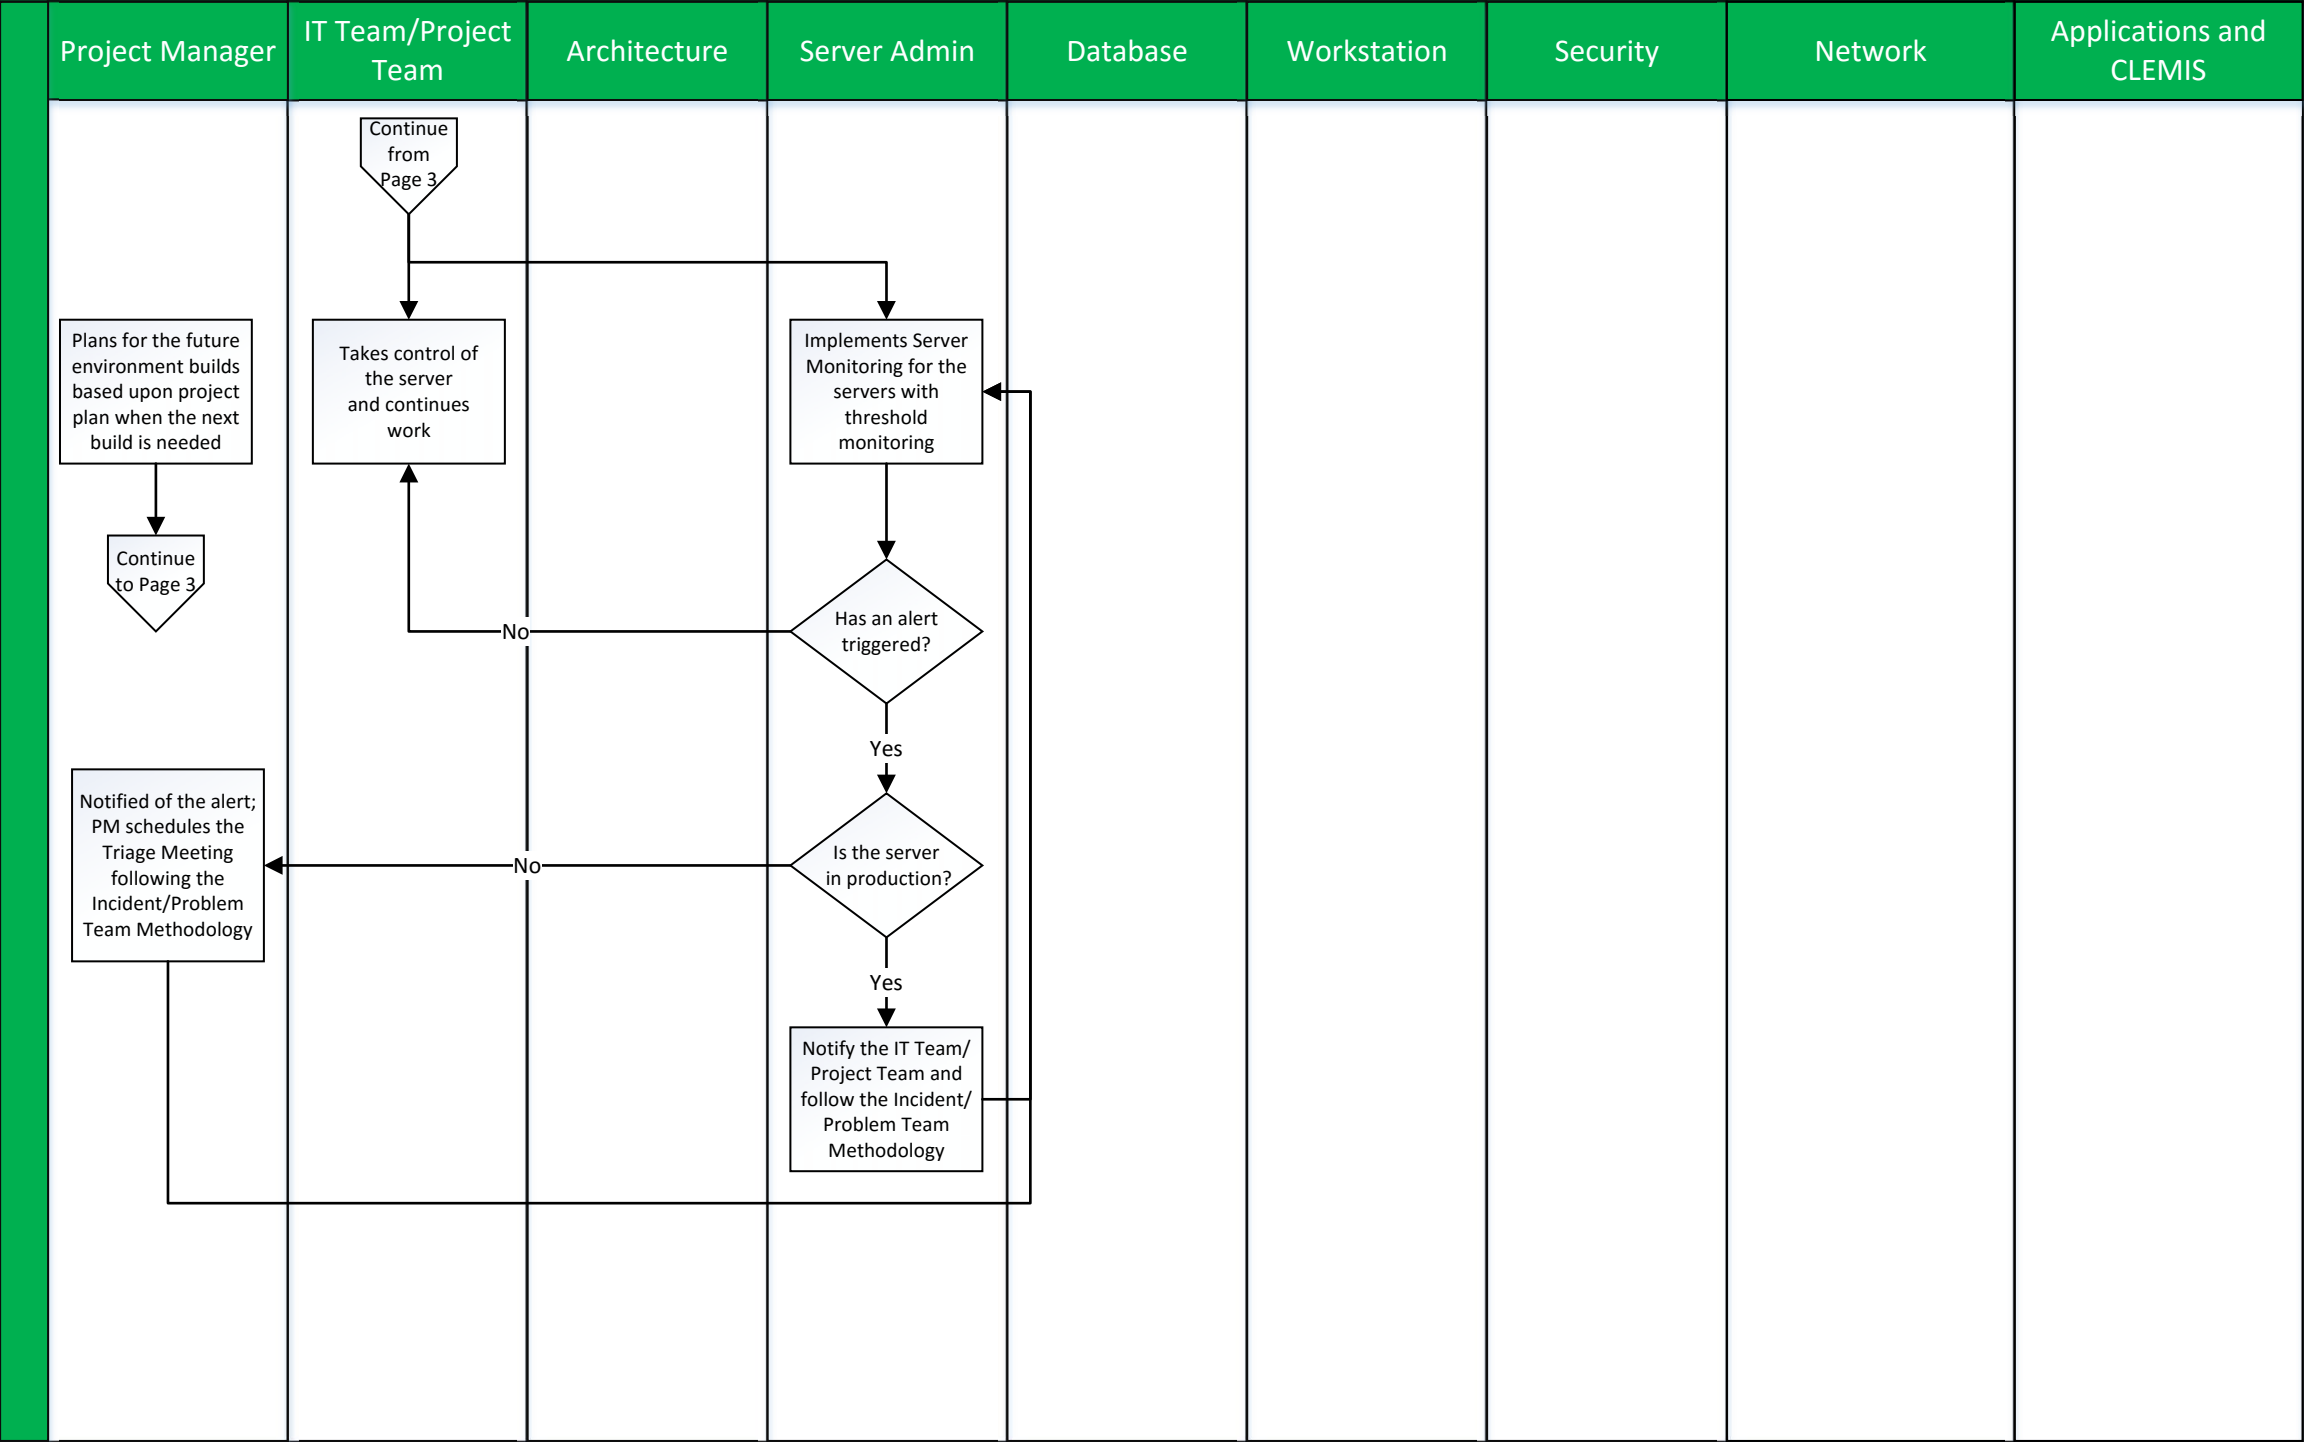 Project Manager
IT Team/Project
Team
Architecture
Server Admin
Database
Workstation
Security
Network
Applications and
CLEMIS
Continue
from
Page 3
Plans for the future
environment builds
based upon project
plan when the next
build is needed
Takes control of
the server
and continues
work
Implements Server
Monitoring for the
servers with
threshold
monitoring
Continue
to Page 3
Has an alert
triggered?
No
Yes
Notified of the alert;
PM schedules the
Triage Meeting
following the
Incident/Problem
Team Methodology
Is the server
in production?
No
Yes
Notify the IT Team/
Project Team and
follow the Incident/
Problem Team
Methodology